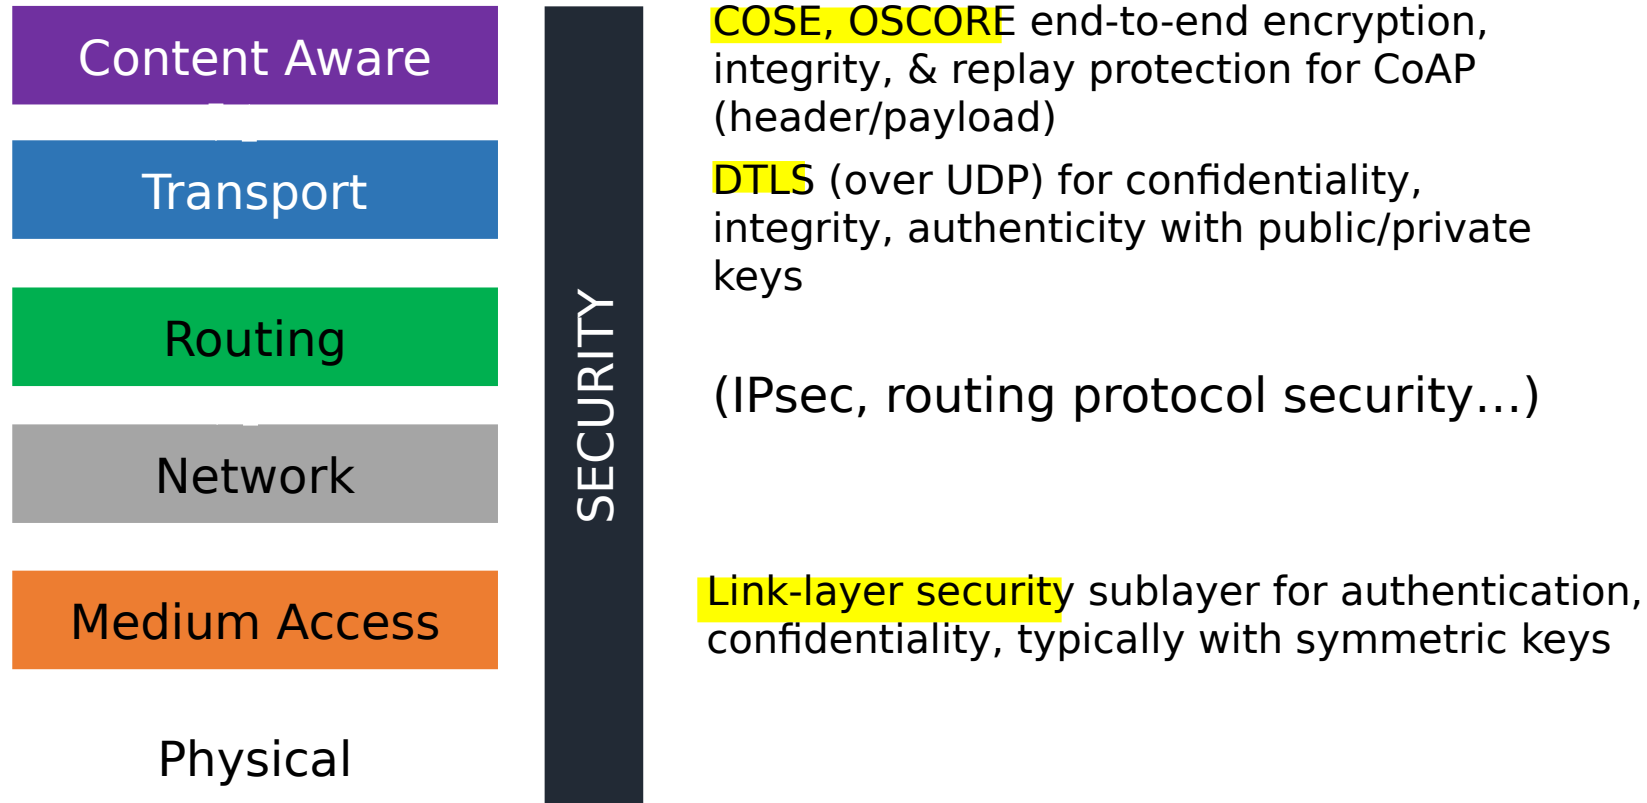 Content Aware
Transport
Routing
Network
Medium Access
Physical
SECURITY
COSE, OSCORE end-to-end encryption,
integrity, & replay protection for CoAP
(header/payload)
DTLS (over UDP) for confidentiality,
integrity, authenticity with public/private
keys
(IPsec, routing protocol security…)
Link-layer security sublayer for authentication,
confidentiality, typically with symmetric keys